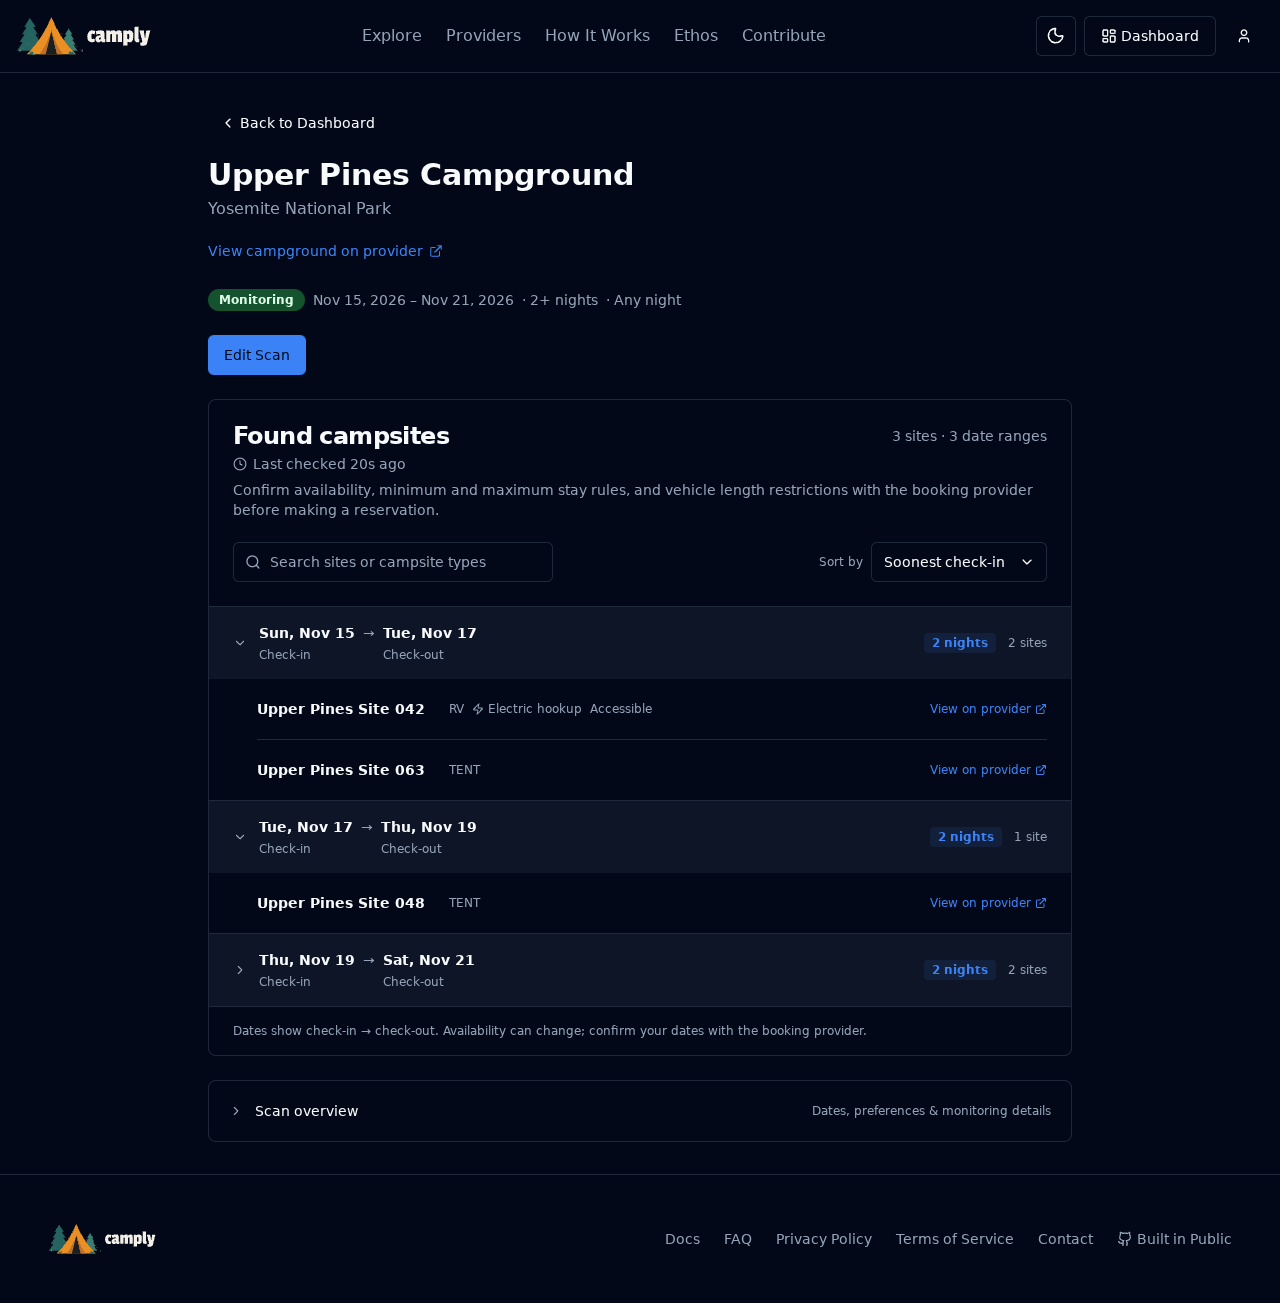 camply
Explore Providers How It Works Ethos Contribute
Dashboard
Back to Dashboard
Upper Pines Campground
Yosemite National Park
View campground on provider
Monitoring Nov 15, 2026 – Nov 21, 2026 · 2+ nights · Any night
Edit Scan
Found campsites
3 sites · 3 date ranges
Last checked 20s ago
Confirm availability, minimum and maximum stay rules, and vehicle length restrictions with the booking provider
before making a reservation.
Search sites or campsite types
Sort by Soonest check-in
Sun, Nov 15 → Tue, Nov 17
Check-in Check-out
2 nights 2 sites
Upper Pines Site 042 RV Electric hookup Accessible View on provider
Upper Pines Site 063 TENT View on provider
Tue, Nov 17 → Thu, Nov 19
Check-in Check-out
2 nights 1 site
Upper Pines Site 048 TENT View on provider
Thu, Nov 19 → Sat, Nov 21
Check-in Check-out
2 nights 2 sites
Dates show check-in → check-out. Availability can change; confirm your dates with the booking provider.
Scan overview Dates, preferences & monitoring details
camply
Docs FAQ Privacy Policy Terms of Service Contact Built in Public